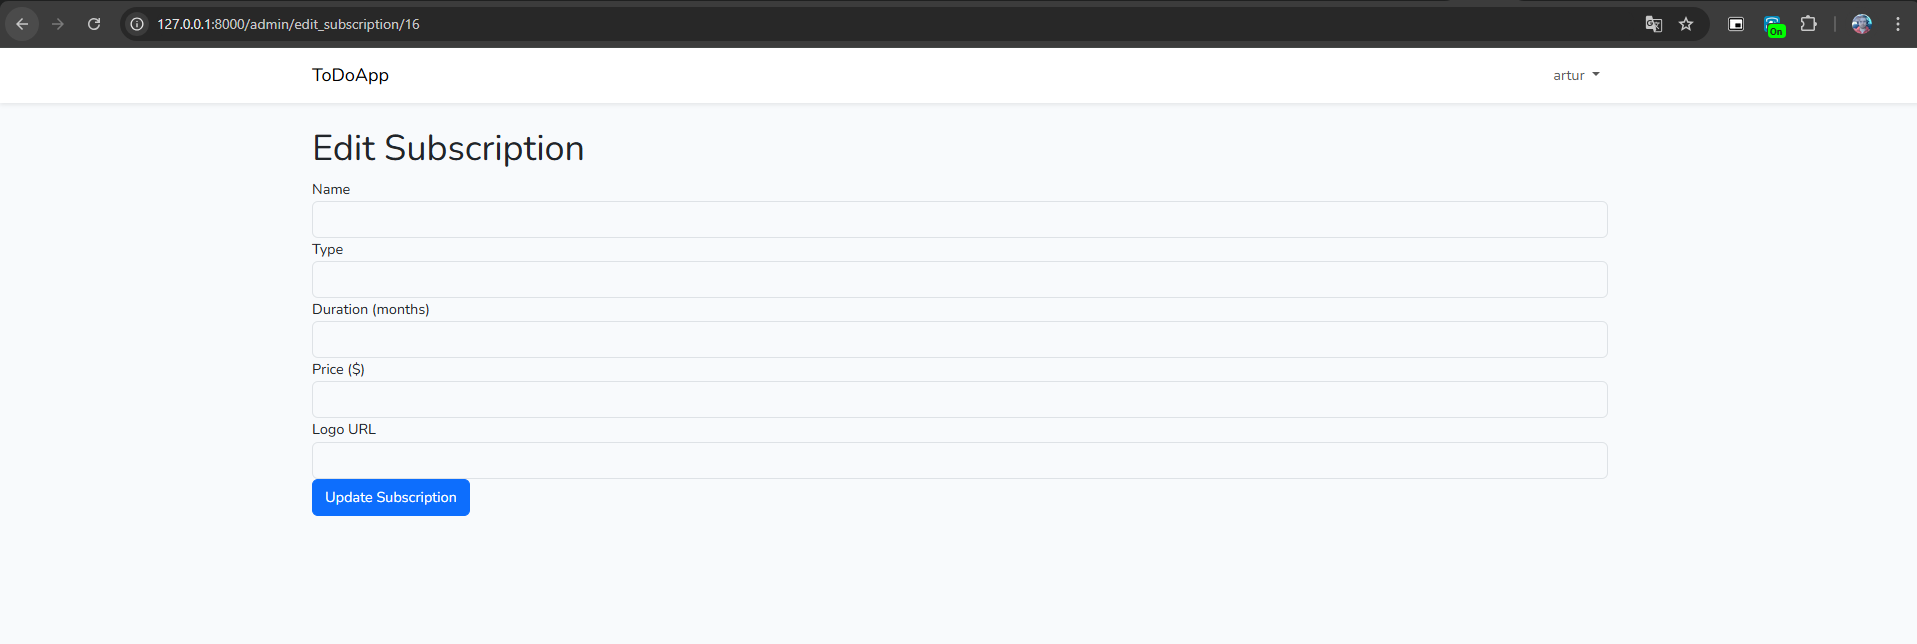 127.0.0.1:8000/admin/edit_subscription/16
On
ToDoApp
artur
Edit Subscription
Name
Type
Duration (months)
Price ($)
Logo URL
Update Subscription